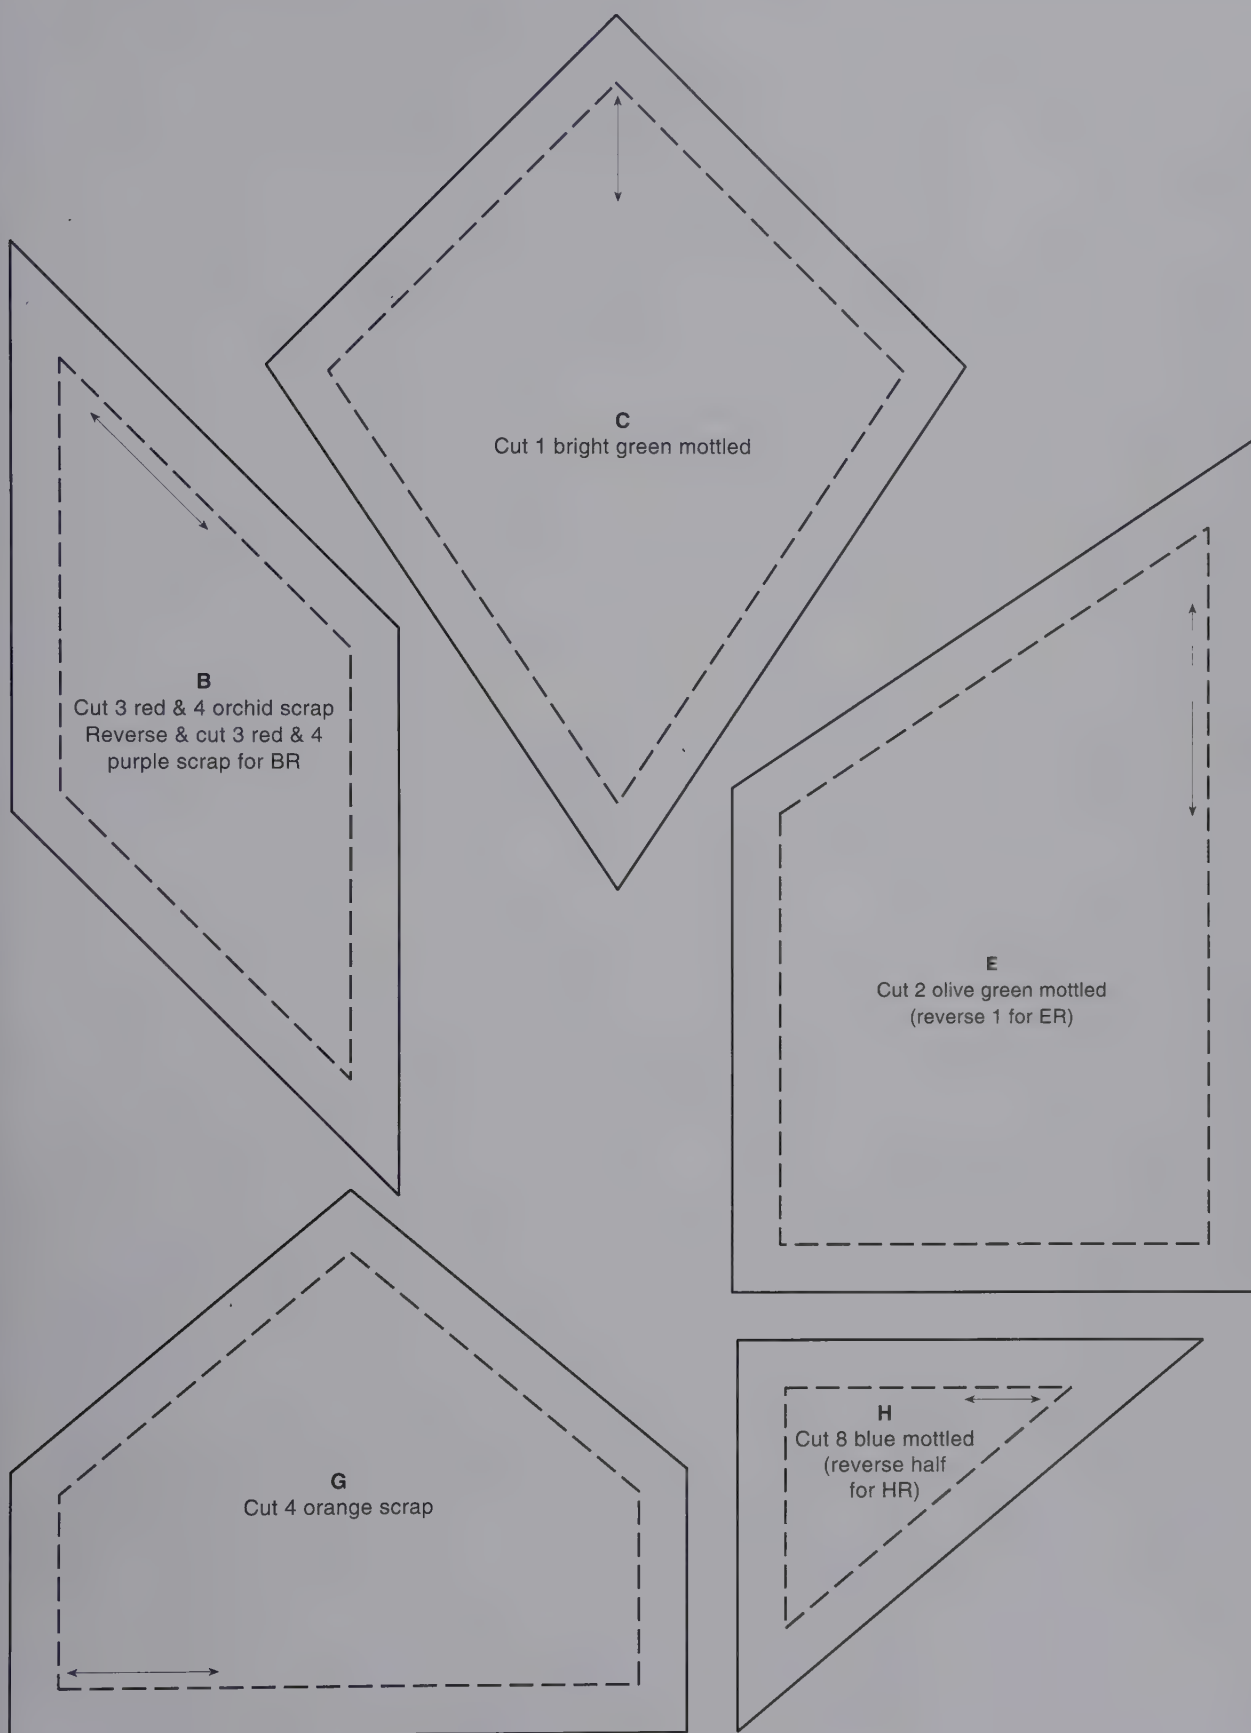 C
Cut 1 bright green mottled
B
Cut 3 red & 4 orchid scrap
Reverse & cut 3 red & 4
purple scrap for BR
E
Cut 2 olive green mottled
(reverse 1 for ER)
H
Cut 8 blue mottled
(reverse half
for HR)
G
Cut 4 orange scrap